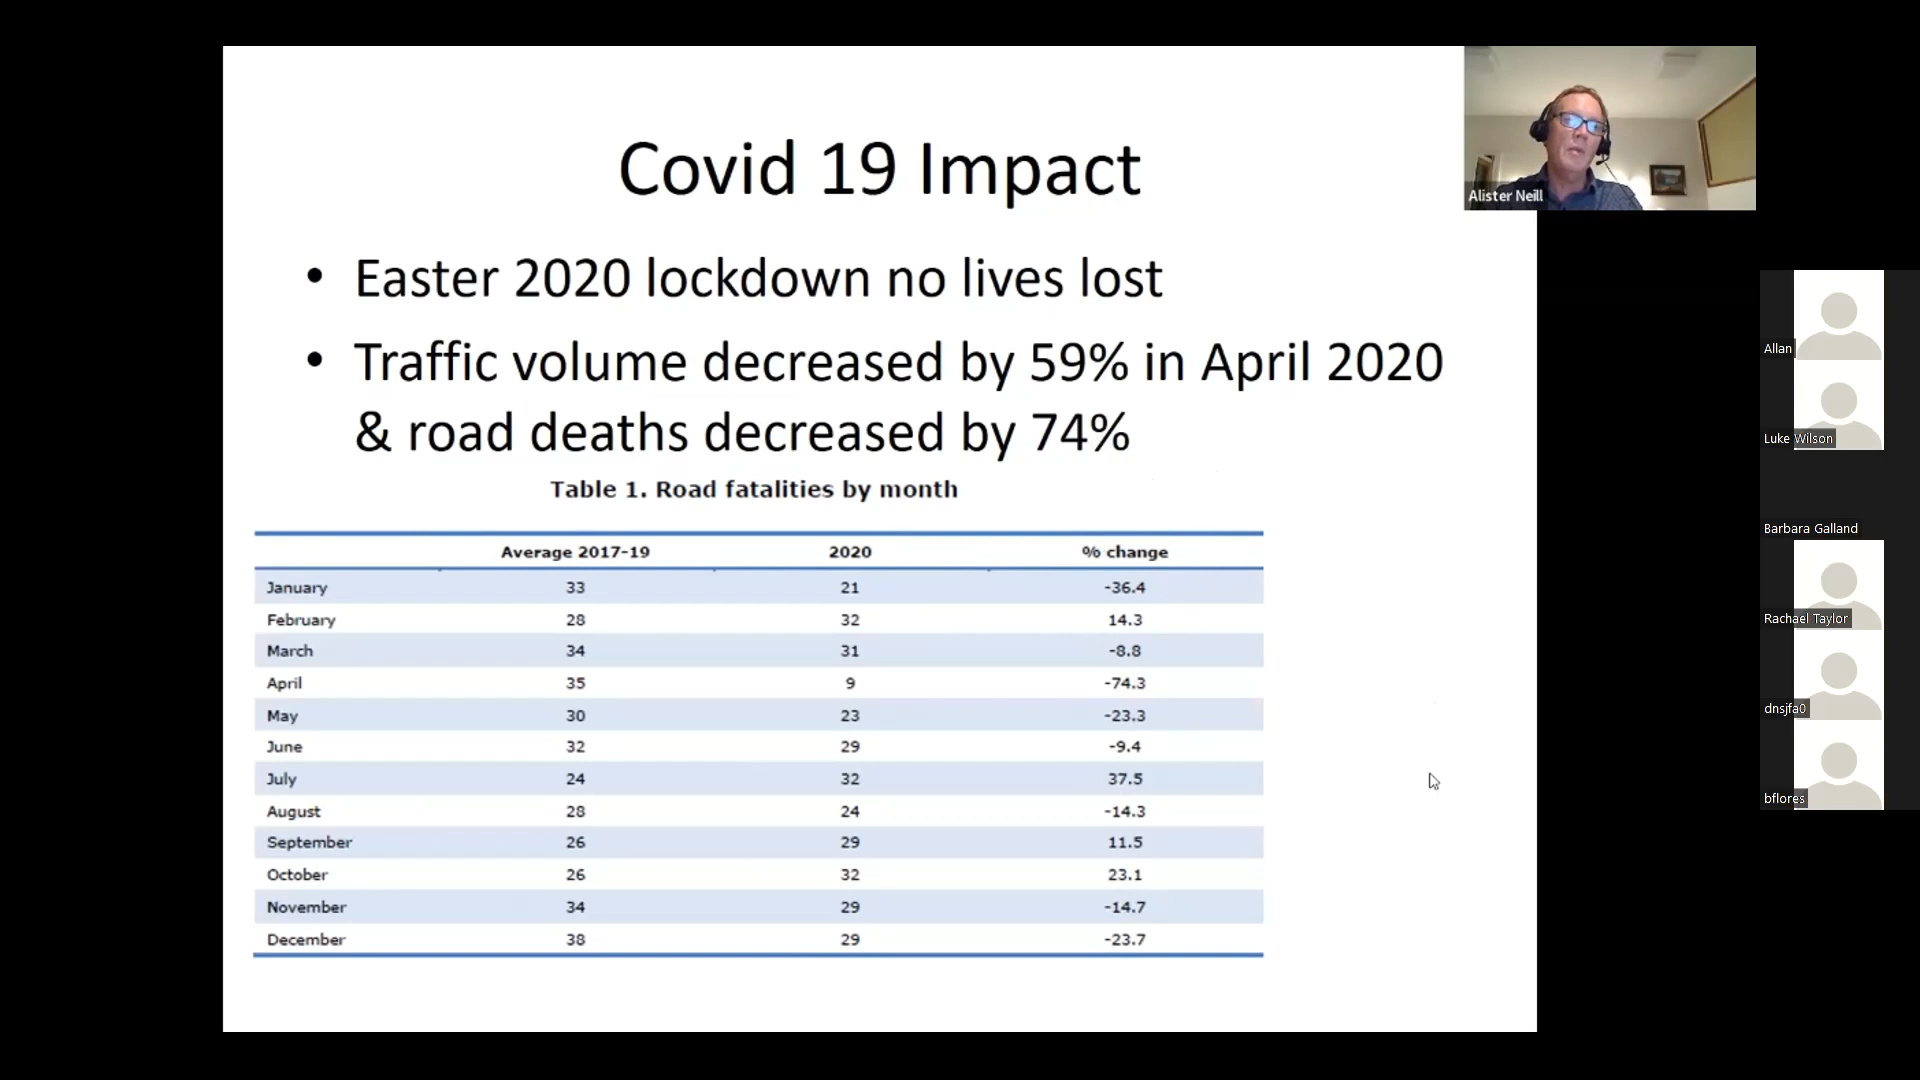 Covid 19 Impact
• Easter 2020 lockdown no lives lost
• Traffic volume decreased by 59% in April 2020
& road deaths decreased by 74%
Table 1. Road fatalities by month
Average 2017-19 2020 % change
January 33 21 -36.4
February 28 32 14.3
March 34 31 -8.8
April 35 9 -74.3
May 30 23 -23.3
June 32 29 -9.4
July 24 32 37.5
August 28 24 -14.3
September 26 29 11.5
October 26 32 23.1
November 34 29 -14.7
December 38 29 -23.7
Alister Neill
Allan
Luke Wilson
Barbara Galland
Rachael Taylor
dnsjfa0
bflores